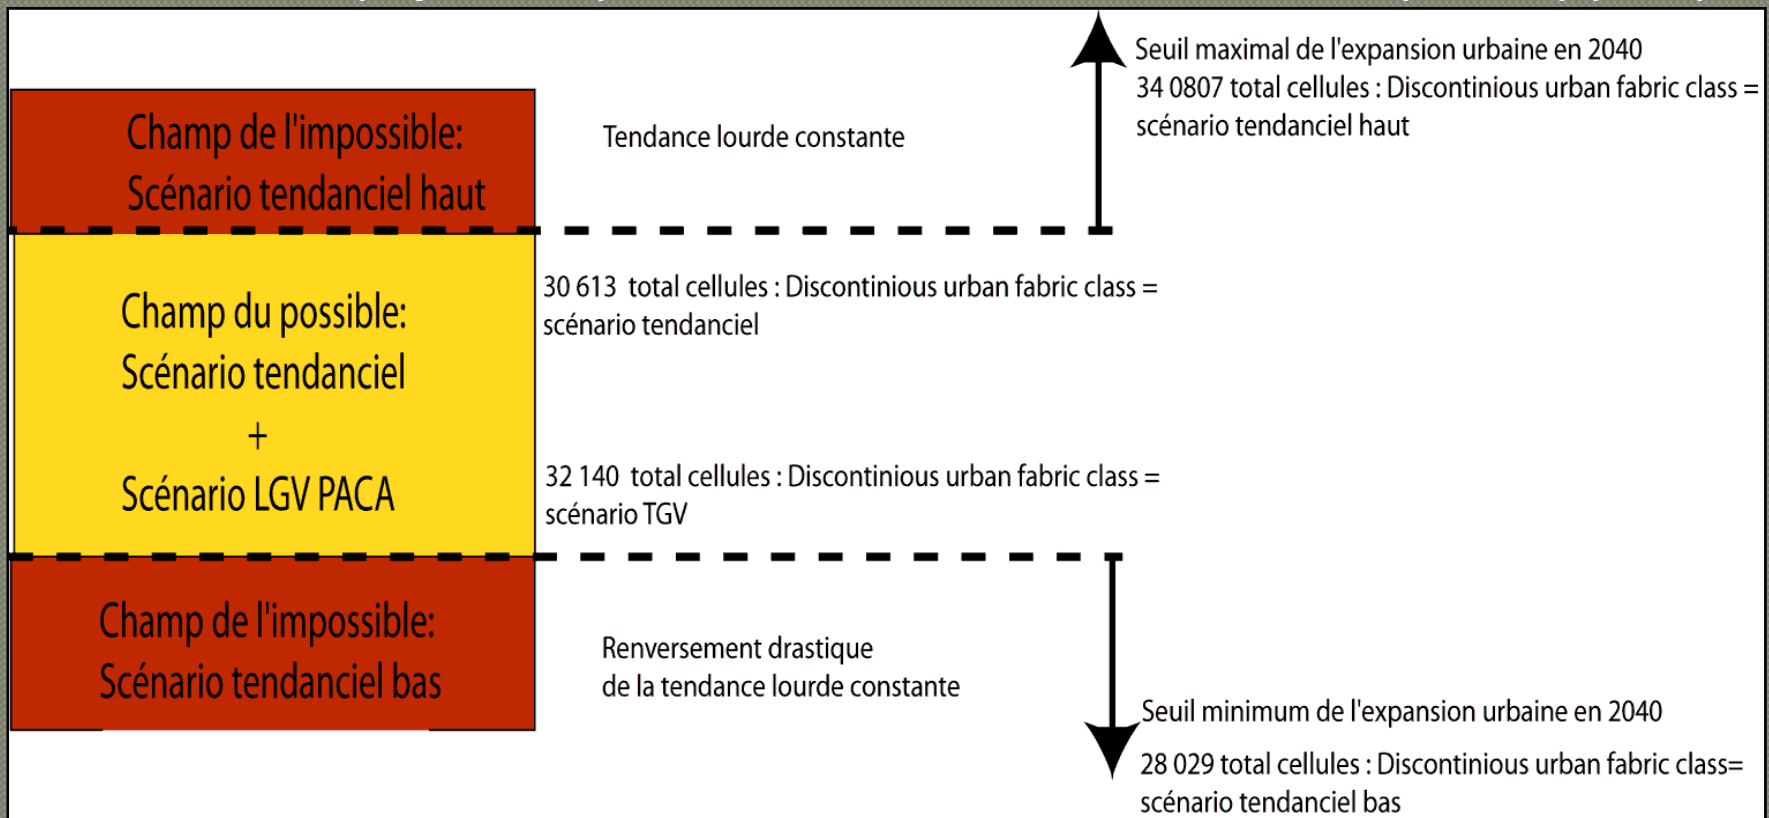 Seuil maximal de l'expansion urbaine en 2040
34 0807 total cellules : Discontinious urban fabric class =
scénario tendanciel haut
Champ de l'impossible:
Scénario tendanciel haut
Tendance lourde constante
30 613 total cellules : Discontinious urban fabric class =
scénario tendanciel
Champ du possible:
Scénario tendanciel
+
Scénario LGV PACA
32 140 total cellules : Discontinious urban fabric class =
scénario TGV
Champ de l'impossible:
Scénario tendanciel bas
Renversement drastique
de la tendance lourde constante
Seuil minimum de l'expansion urbaine en 2040
28 029 total cellules : Discontinious urban fabric class=
scénario tendanciel bas